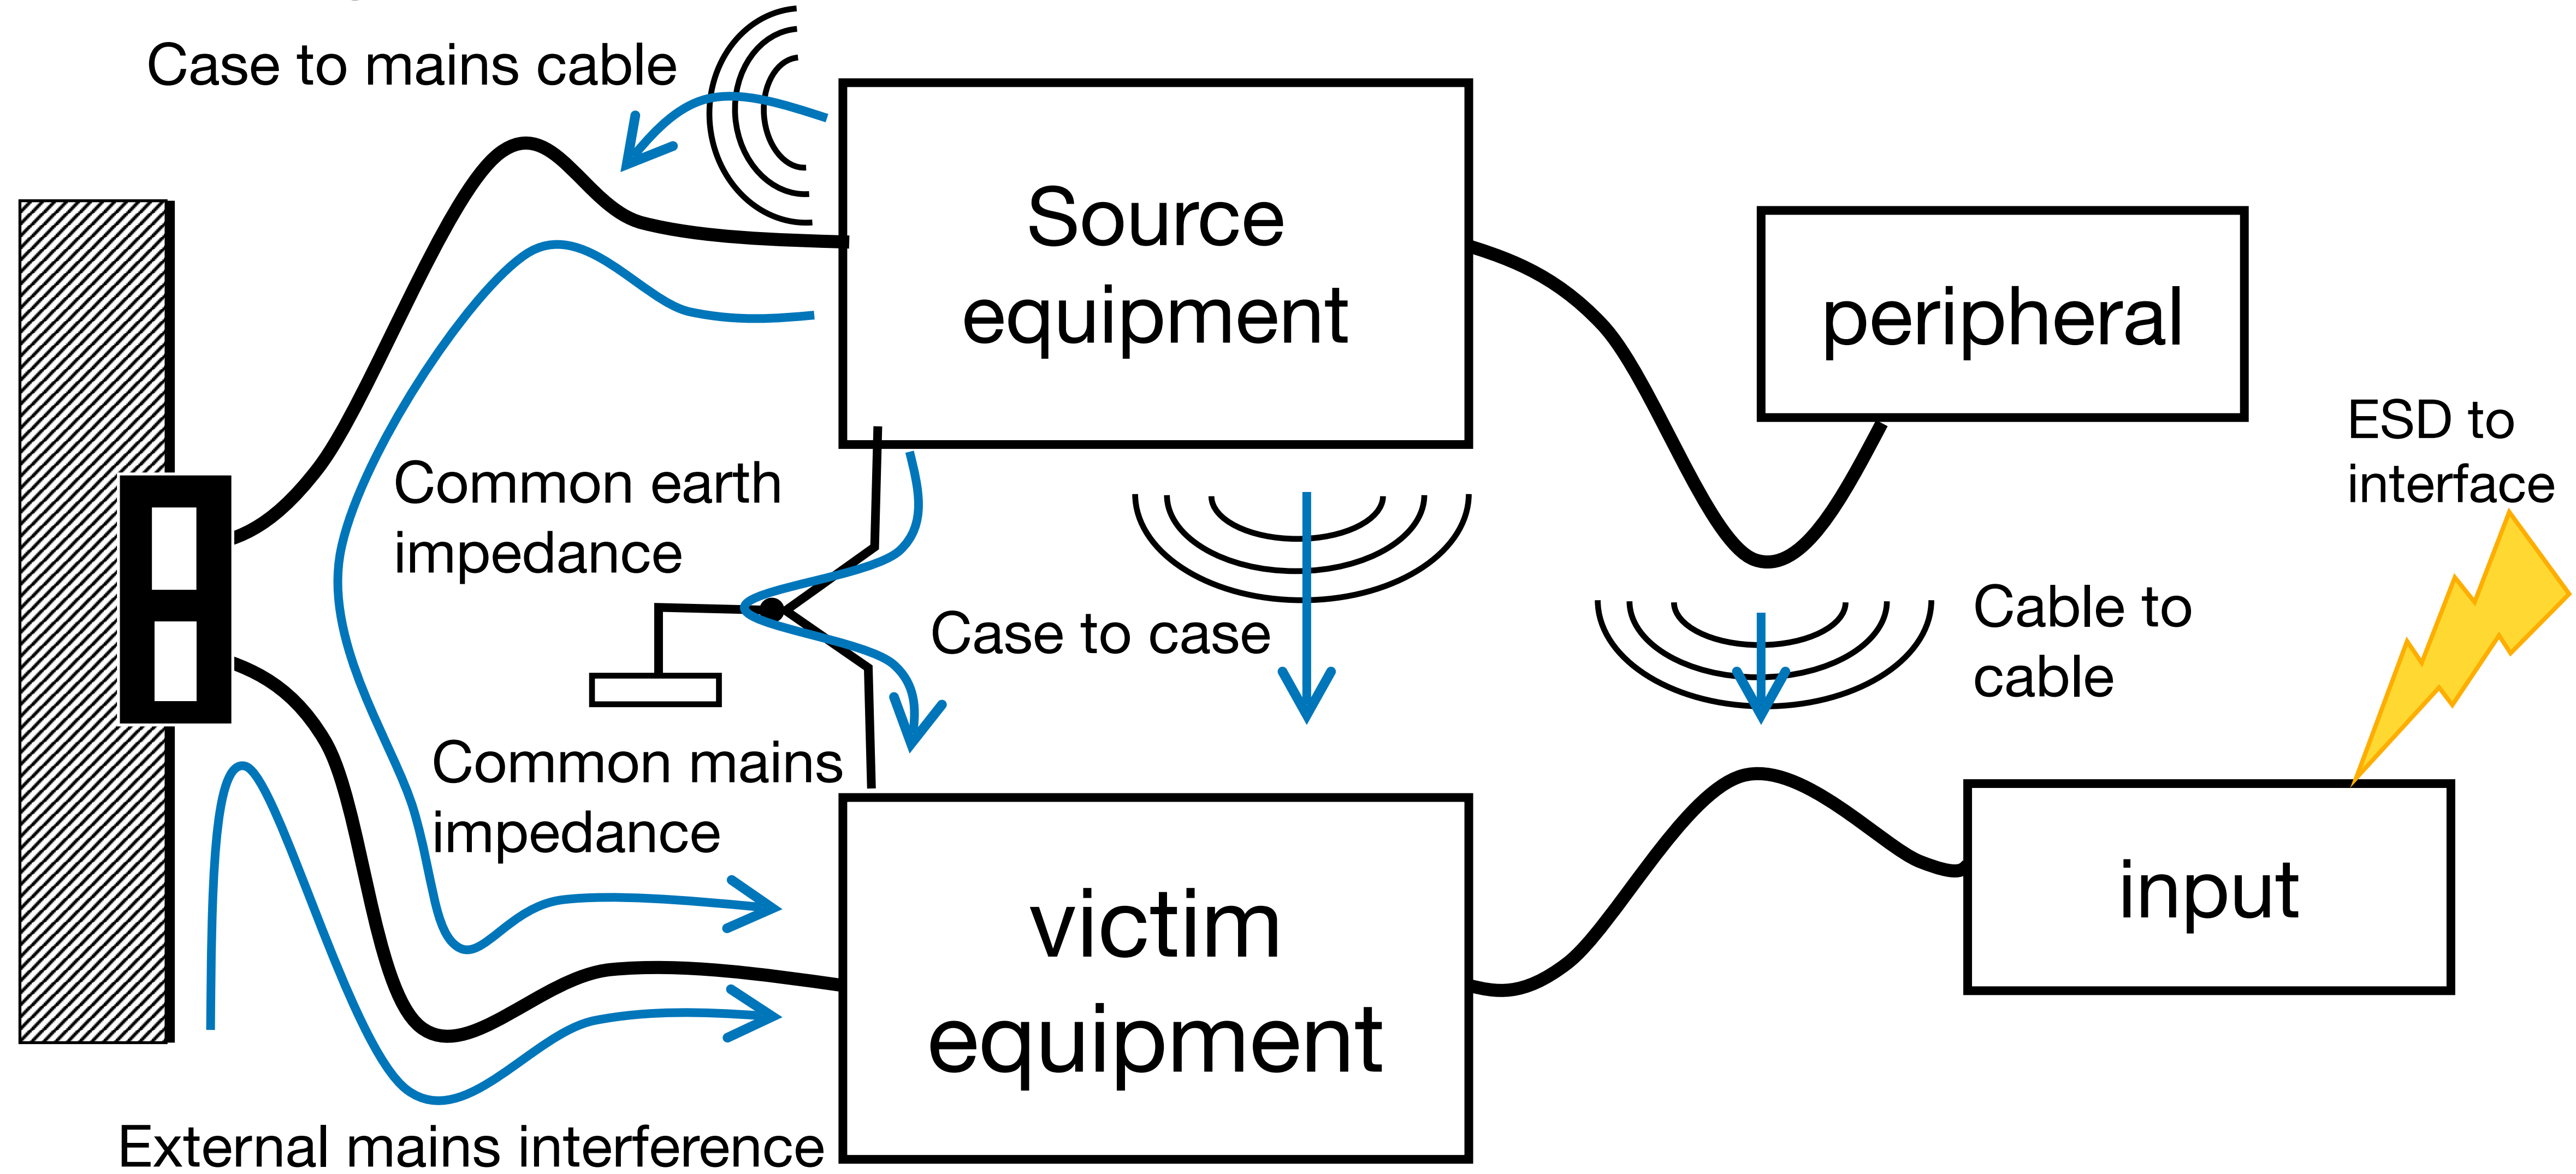 Case to mains cable
Source
equipment
peripheral
ESD to
interface
Common earth
impedance
Case to case
Cable to
cable
Common mains
impedance
victim
equipment
input
External mains interference